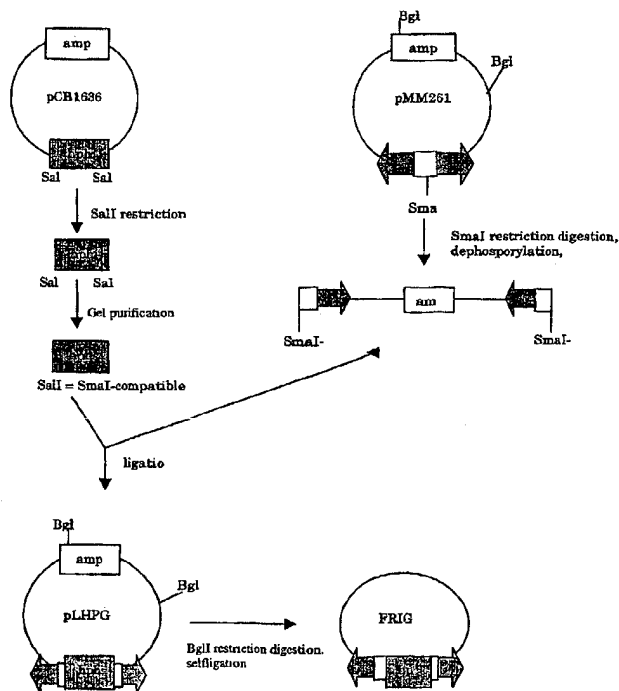 amp
pCB1636
Sal Sal
SalI restriction
Sal Sal
Gel purification
SalI = SmaI-compatible
Bgl
amp
Bgl
pMM261
Sma
SmaI restriction digestion,
dephosporylation,
am
SmaI- SmaI-
ligatio
Bgl
amp
Bgl
pLHPG
BglI restriction digestion.
selfligation
FRIG